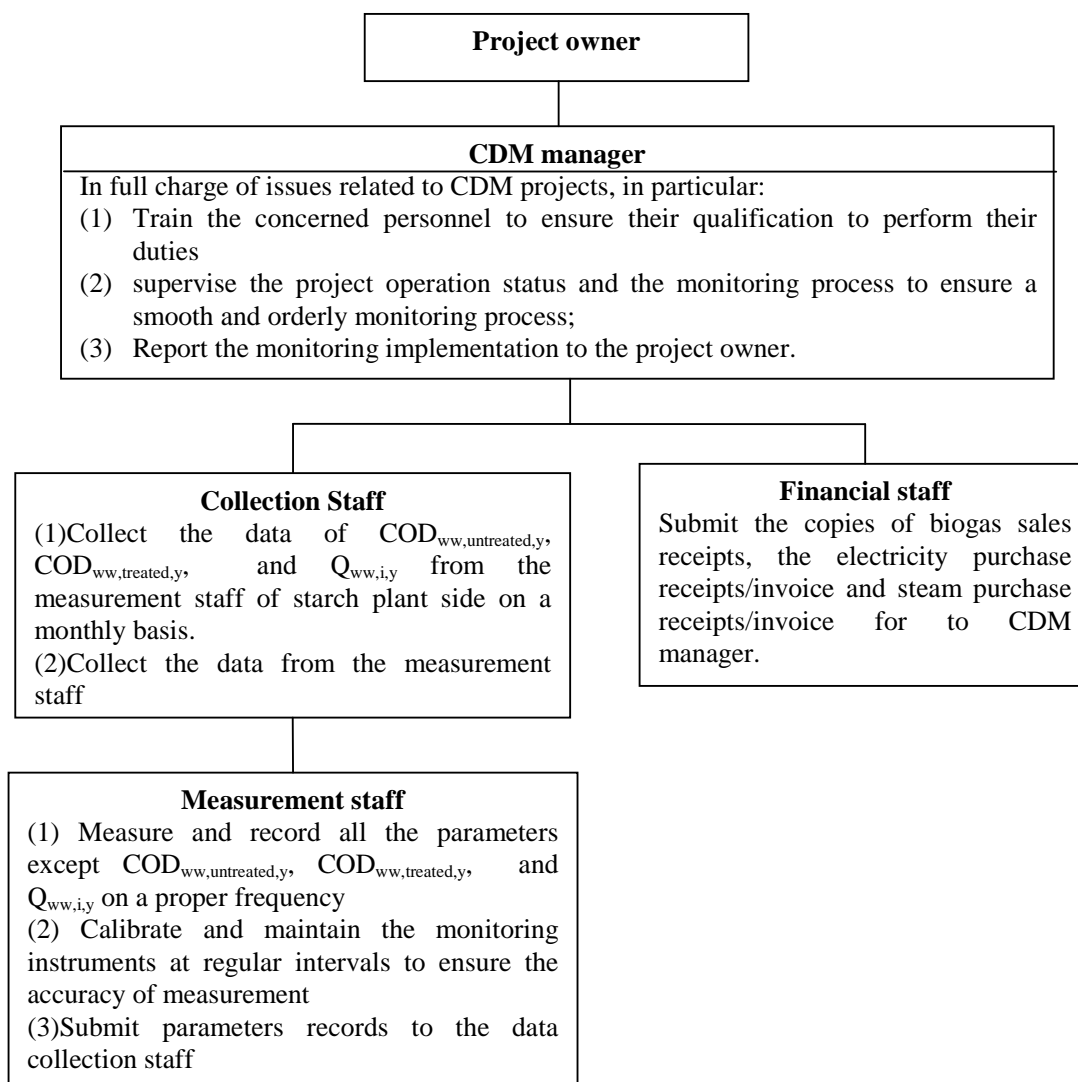 Project owner
CDM manager
In full charge of issues related to CDM projects, in particular:
(1) Train the concerned personnel to ensure their qualification to perform their
duties
(2) supervise the project operation status and the monitoring process to ensure a
smooth and orderly monitoring process;
(3) Report the monitoring implementation to the project owner.
Collection Staff
(1)Collect the data of CODww,untreated,y,
CODww,treated,y, and Qww,i,y from the
measurement staff of starch plant side on a
monthly basis.
(2)Collect the data from the measurement
staff
Financial staff
Submit the copies of biogas sales
receipts, the electricity purchase
receipts/invoice and steam purchase
receipts/invoice for to CDM
manager.
Measurement staff
(1) Measure and record all the parameters
except CODww,untreated,y, CODww,treated,y, and
Qww,i,y on a proper frequency
(2) Calibrate and maintain the monitoring
instruments at regular intervals to ensure the
accuracy of measurement
(3)Submit parameters records to the data
collection staff